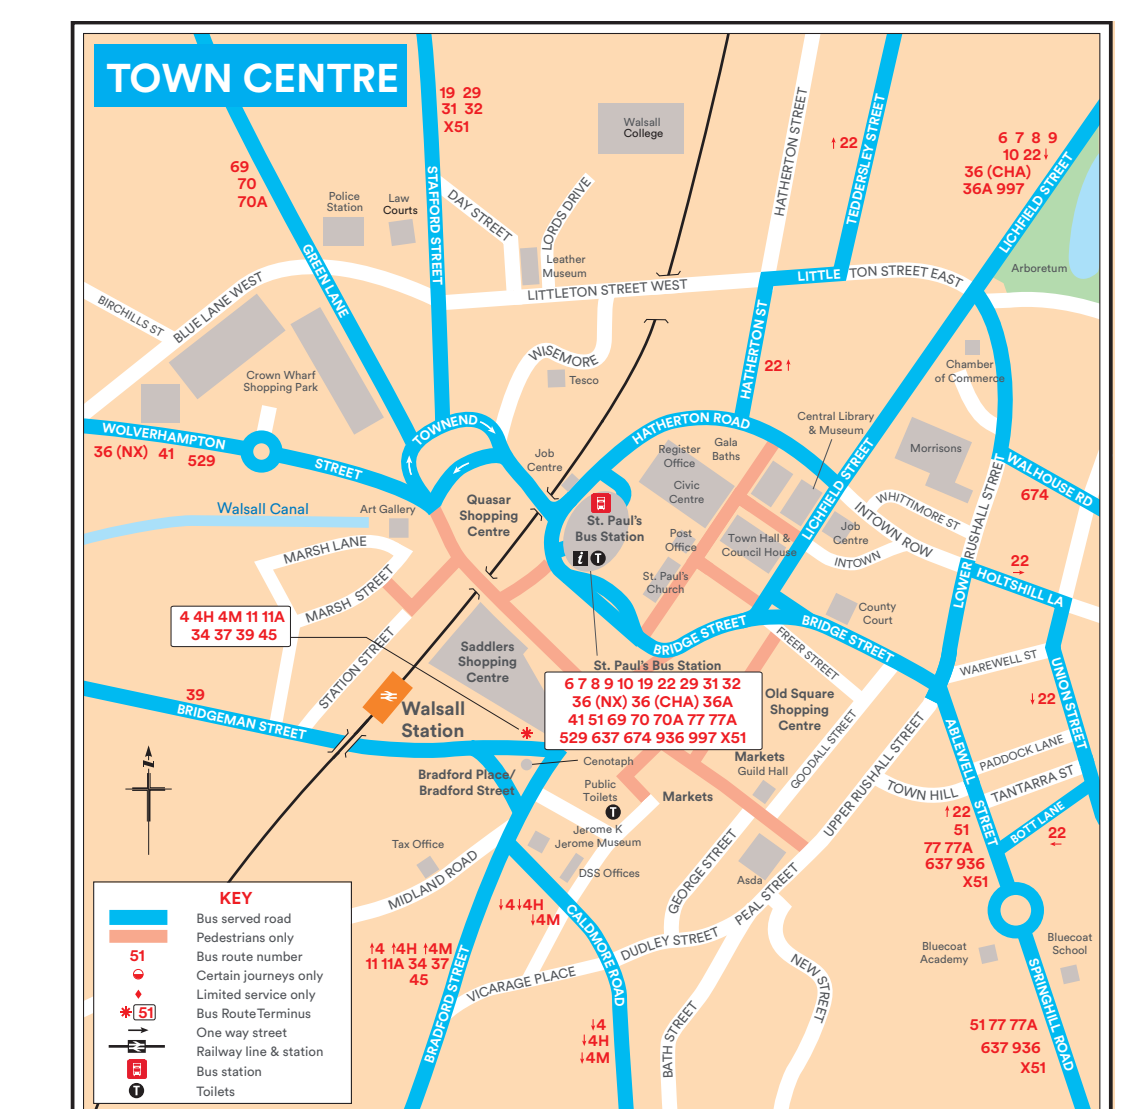 TOWN CENTRE
19 29
31 32
X51
69
70
70A
STAFFORD STREET
GREEN LANE
Police
Station
Law
Courts
DAY STREET
LORDS DRIVE
Walsall
College
Leather
Museum
HATHERTON STREET
↑22
TEDDERSLEY STREET
6 7 8 9
10 22↓
36 (CHA)
36A 997
LICHFIELD STREET
Arboretum
BIRCHILLS ST
BLUE LANE WEST
LITTLETON STREET WEST
LITTLE TON STREET EAST
HATHERTON ST
22↑
WISEMORE
Tesco
Crown Wharf
Shopping Park
Chamber
of Commerce
WOLVERHAMPTON
STREET
36 (NX) 41 529
TOWNEND
HATHERTON ROAD
Central Library
& Museum
Register
Office
Gala
Baths
Civic
Centre
Job
Centre
Morrisons
WALHOUSE RD
674
Walsall Canal
Art Gallery
Quasar
Shopping
Centre
St. Paul's
Bus Station
i T
Post
Office
Town Hall &
Council House
St. Paul's
Church
LICHFIELD STREET
WHITTIMORE ST
INTOWN ROW
Job
Centre
INTOWN
LOWER RUSHALL STRRET
22
→
HOLTSHILL LA
MARSH LANE
MARSH STREET
STATION STREET
4 4H 4M 11 11A
34 37 39 45
Saddlers
Shopping
Centre
County
Court
BRIDGE STREET
BRIDGE STREET
FREER STREET
WAREWELL ST
UNION STREET
↓22
St. Paul's Bus Station
6 7 8 9 10 19 22 29 31 32
36 (NX) 36 (CHA) 36A
41 51 69 70 70A 77 77A
529 637 674 936 997 X51
Old Square
Shopping
Centre
39
BRIDGEMAN STREET
Walsall
Station
Bradford Place/
Bradford Street
Cenotaph
Markets
Guild Hall
GOODALL STREET
UPPER RUSHALL STREET
ABLEWELL
STREET
PADDOCK LANE
TANTARRA ST
TOWN HILL
BOTT LANE
Public
Toilets
T
Markets
Jerome K
Jerome Museum
DSS Offices
Tax Office
MIDLAND ROAD
GEORGE STREET
Asda
PEAL STREET
↑22
51
77 77A
637 936
X51
22
←
↓4↓4H
↓4M
CALDMORE ROAD
DUDLEY STREET
VICARAGE PLACE
↑4 ↑4H ↑4M
11 11A 34 37
45
BRADFORD STREET
↓4
↓4H
↓4M
BATH STREET
NEW STREET
Bluecoat
Academy
Bluecoat
School
SPRINGHILL ROAD
51 77 77A
637 936
X51
KEY
Bus served road
Pedestrians only
51 Bus route number
Certain journeys only
Limited service only
51 Bus Route Terminus
One way street
Railway line & station
Bus station
T Toilets